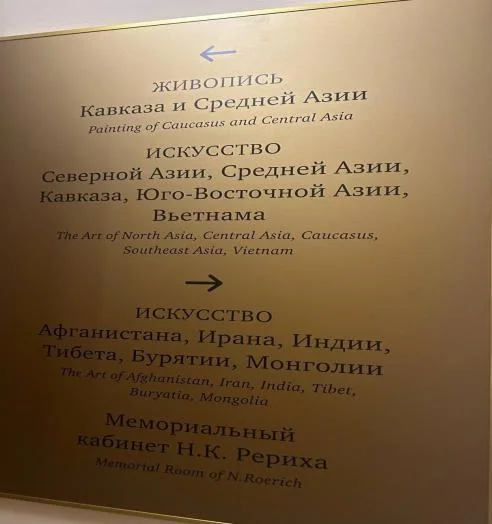 ЖИВОПИСЬ
Кавказа и Средней Азии
Painting of Caucasus and Central Asia
ИСКУССТВО
Северной Азии, Средней Азии,
Кавказа, Юго-Восточной Азии,
Вьетнама
The Art of North Asia, Central Asia, Caucasus,
Southeast Asia, Vietnam
ИСКУССТВО
Афганистана, Ирана, Индии,
Тибета, Бурятии, Монголии
The Art of Afghanistan, Iran, India, Tibet,
Buryatia, Mongolia
Мемориальный
кабинет Н.К. Рериха
Memorial Room of N.Roerich